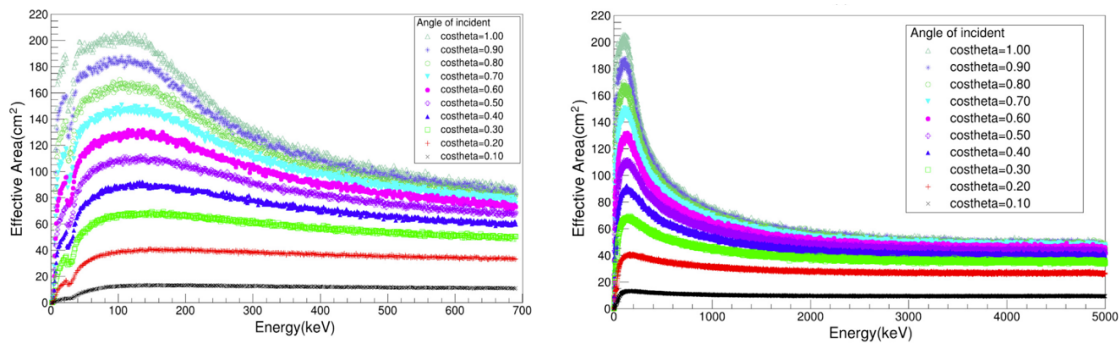 Effective Area(cm2)
220
200
180
160
140
120
100
80
60
40
20
0
Angle of incident
costheta=1.00
costheta=0.90
costheta=0.80
costheta=0.70
costheta=0.60
costheta=0.50
costheta=0.40
costheta=0.30
costheta=0.20
costheta=0.10
0 100 200 300 400 500 600 700
Energy(keV)
Effective Area(cm2)
220
200
180
160
140
120
100
80
60
40
20
0
Angle of incident
costheta=1.00
costheta=0.90
costheta=0.80
costheta=0.70
costheta=0.60
costheta=0.50
costheta=0.40
costheta=0.30
costheta=0.20
costheta=0.10
0 1000 2000 3000 4000 5000
Energy(keV)